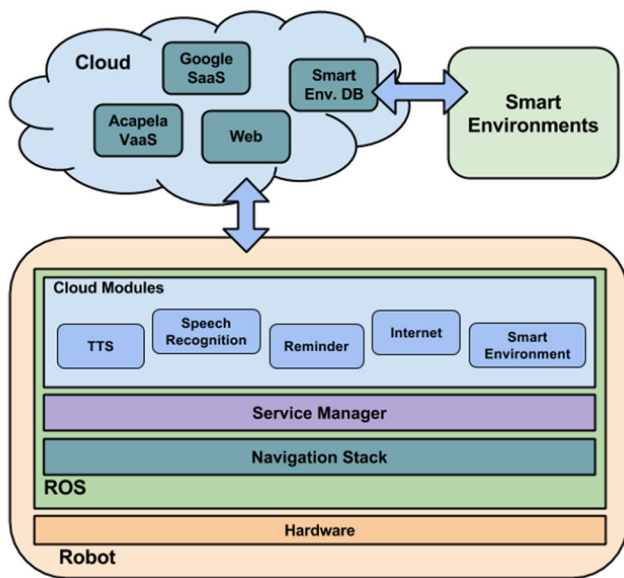 Cloud
Google
SaaS
Smart
Env. DB
Acapela
VaaS
Web
Smart
Environments
Cloud Modules
TTS
Speech
Recognition
Reminder
Internet
Smart
Environment
Service Manager
Navigation Stack
ROS
Hardware
Robot